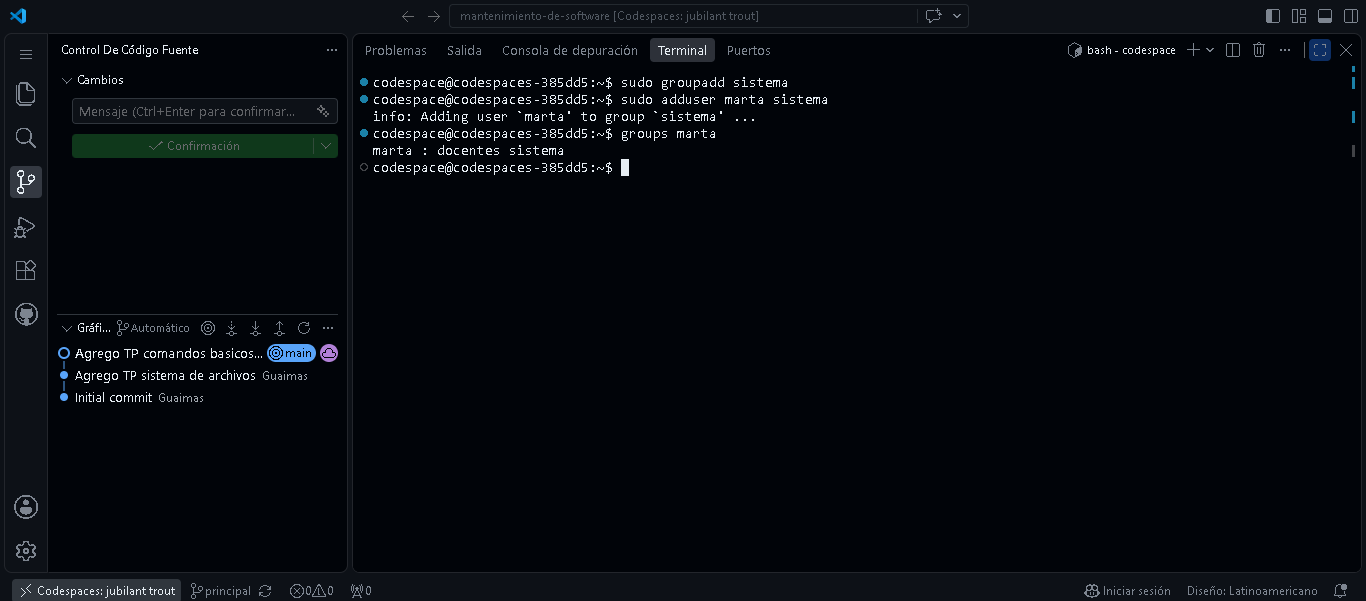 mantenimiento-de-software [Codespaces: jubilant trout]
Control De Código Fuente
Cambios
Mensaje (Ctrl+Enter para confirmar...
Confirmación
Gráfi... Automático
Agrego TP comandos basicos... main
Agrego TP sistema de archivos Guaimas
Initial commit Guaimas
Problemas Salida Consola de depuración Terminal Puertos
bash - codespace
codespace@codespaces-385dd5:~$ sudo groupadd sistema
codespace@codespaces-385dd5:~$ sudo adduser marta sistema
info: Adding user `marta' to group `sistema' ...
codespace@codespaces-385dd5:~$ groups marta
marta : docentes sistema
codespace@codespaces-385dd5:~$
Codespaces: jubilant trout principal 0 0 0
Iniciar sesión Diseño: Latinoamericano